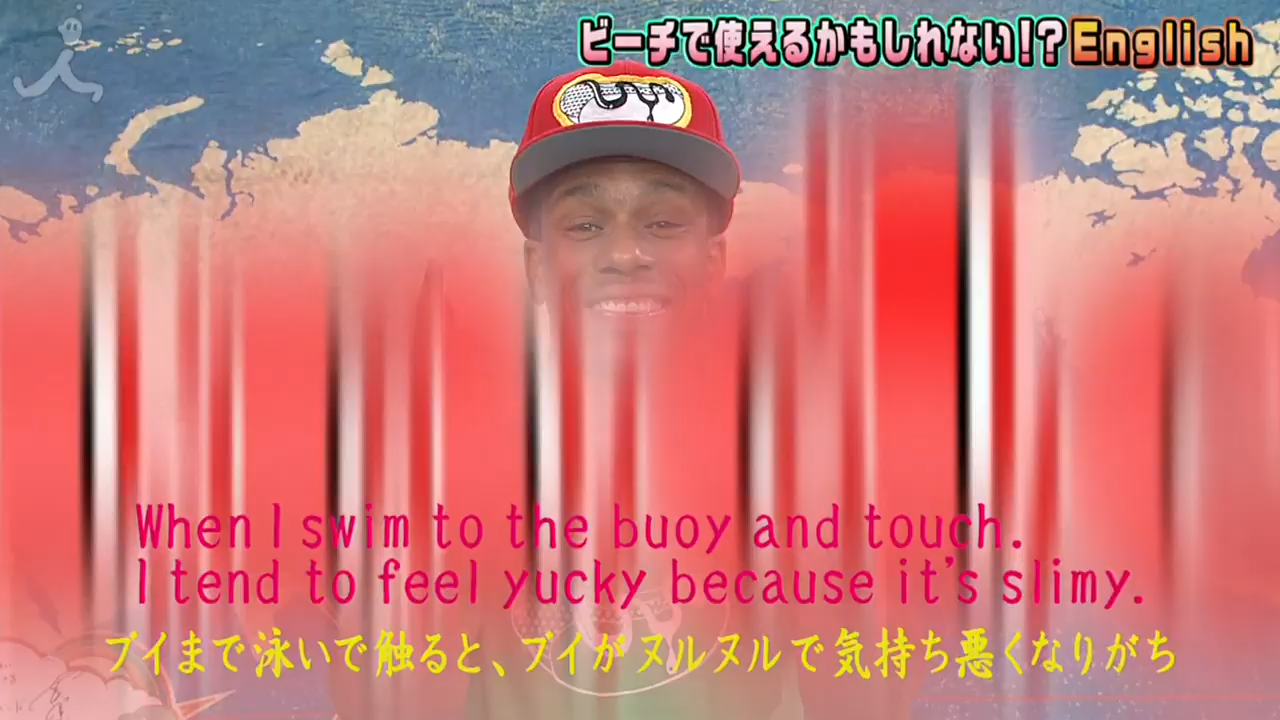 ビーチで使えるかもしれない!?English
When I swim to the buoy and touch.
I tend to feel yucky because it's slimy.
ブイまで泳いで触ると、ブイがヌルヌルで気持ち悪くなりがち